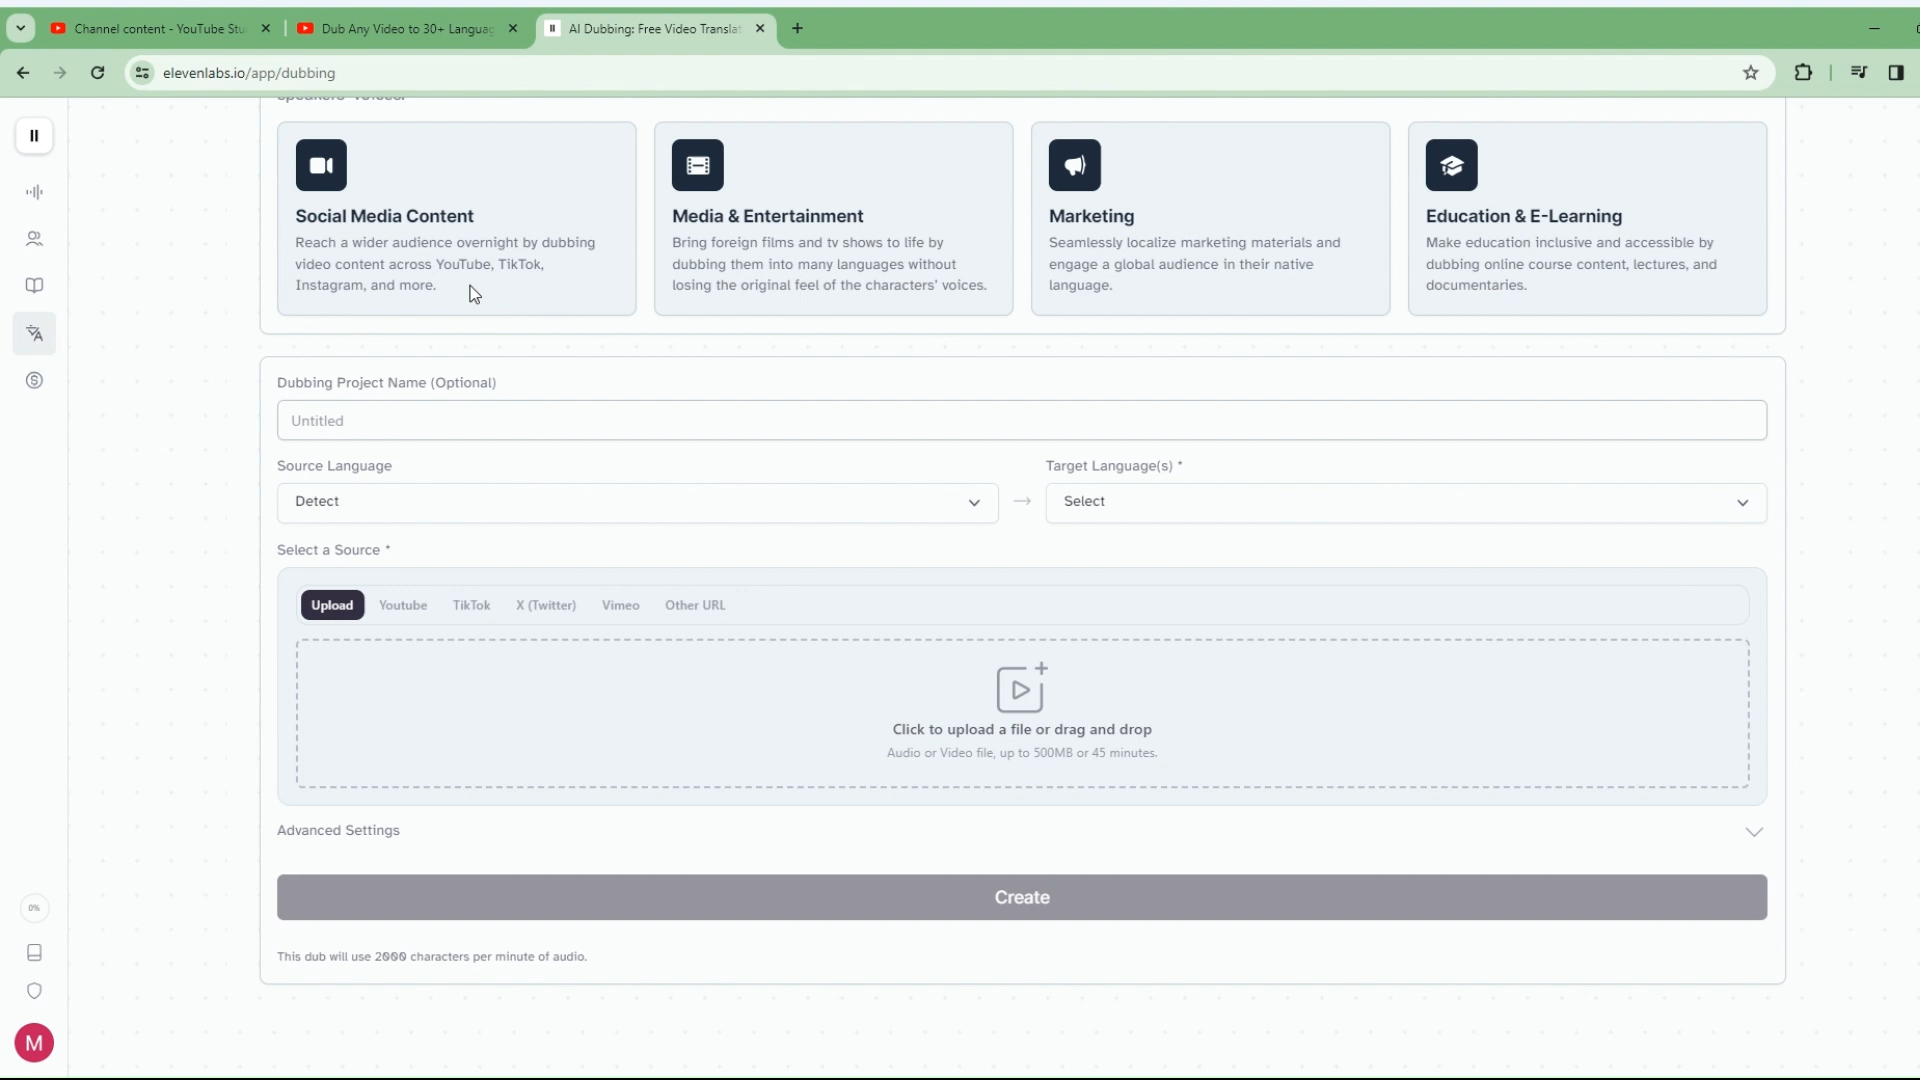 Channel content - YouTube Stu
Dub Any Video to 30+ Languag
AI Dubbing: Free Video Translat
elevenlabs.io/app/dubbing
speakers' voices.
Social Media Content
Reach a wider audience overnight by dubbing
video content across YouTube, TikTok,
Instagram, and more.
Media & Entertainment
Bring foreign films and tv shows to life by
dubbing them into many languages without
losing the original feel of the characters' voices.
Marketing
Seamlessly localize marketing materials and
engage a global audience in their native
language.
Education & E-Learning
Make education inclusive and accessible by
dubbing online course content, lectures, and
documentaries.
Dubbing Project Name (Optional)
Untitled
Source Language
Target Language(s) *
Detect
Select
Select a Source *
Upload Youtube TikTok X (Twitter) Vimeo Other URL
Click to upload a file or drag and drop
Audio or Video file, up to 500MB or 45 minutes.
Advanced Settings
Create
This dub will use 2000 characters per minute of audio.
0%
M